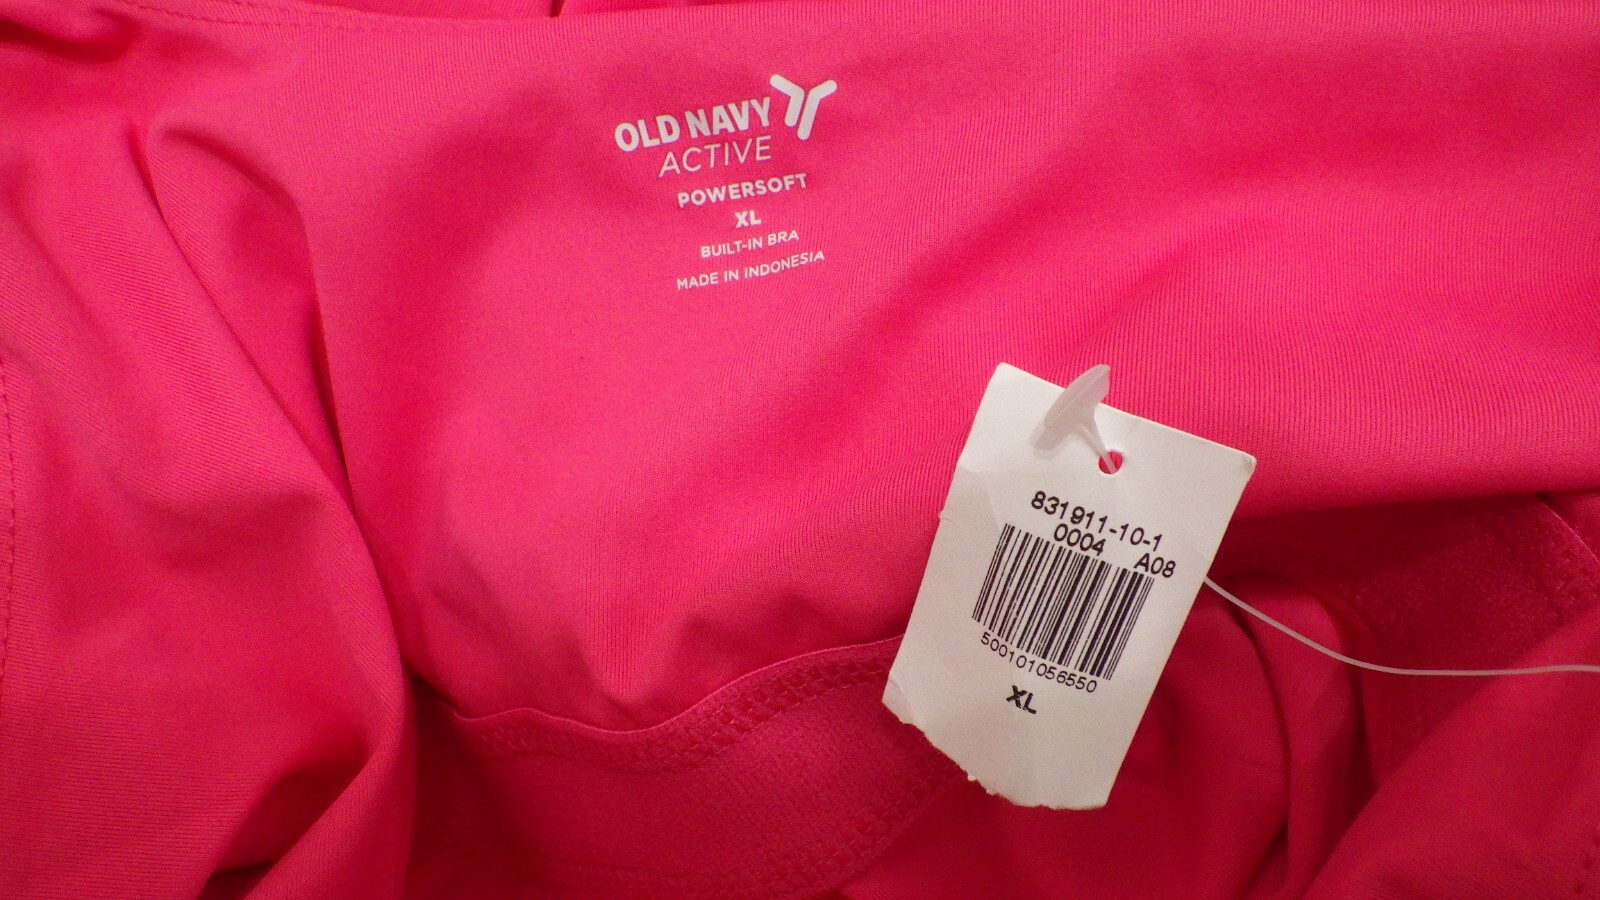 OLD NAVY
ACTIVE
POWERSOFT
XL
BUILT-IN BRA
MADE IN INDONESIA
831911-10-1
0004 A08
500101056550
XL